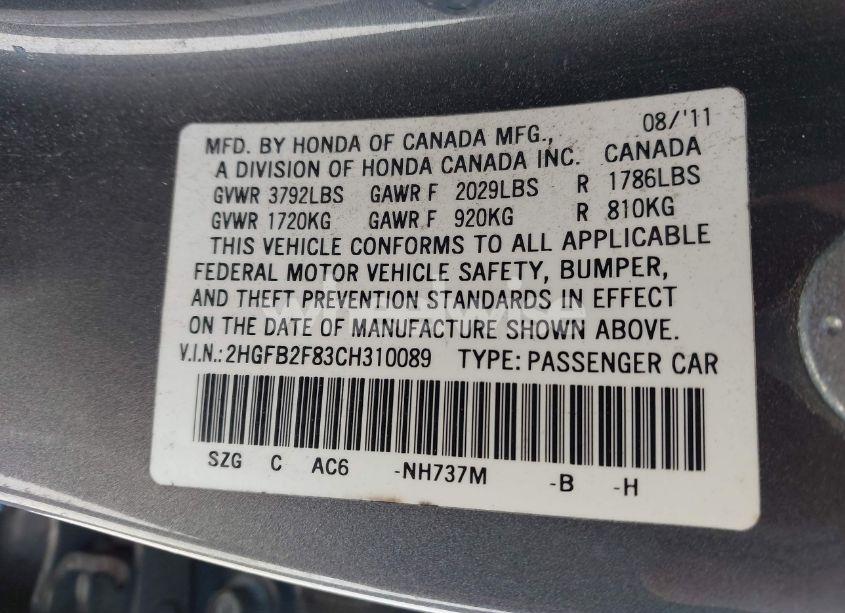 08/'11
MFD. BY HONDA OF CANADA MFG.,
A DIVISION OF HONDA CANADA INC. CANADA
GVWR 3792LBS GAWR F 2029LBS R 1786LBS
GVWR 1720KG GAWR F 920KG R 810KG
THIS VEHICLE CONFORMS TO ALL APPLICABLE
FEDERAL MOTOR VEHICLE SAFETY, BUMPER,
AND THEFT PREVENTION STANDARDS IN EFFECT
ON THE DATE OF MANUFACTURE SHOWN ABOVE.
V.I.N.: 2HGFB2F83CH310089 TYPE: PASSENGER CAR
SZG C AC6 -NH737M -B -H